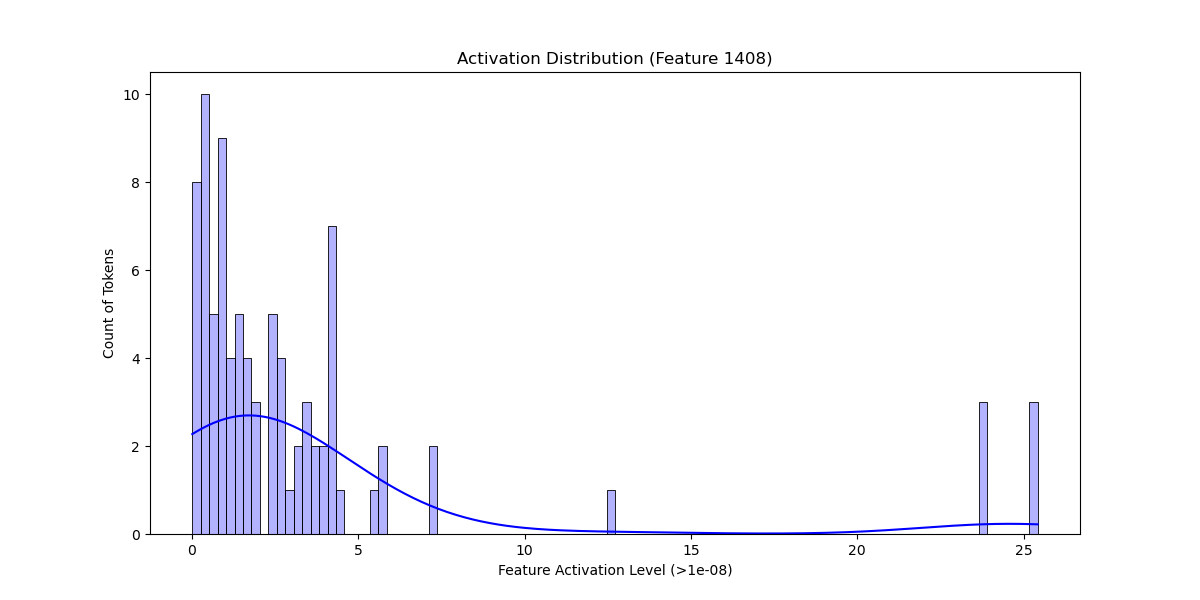 Activation Distribution (Feature 1408)
10
8
6
4
2
0
Count of Tokens
0 5 10 15 20 25
Feature Activation Level (>1e-08)